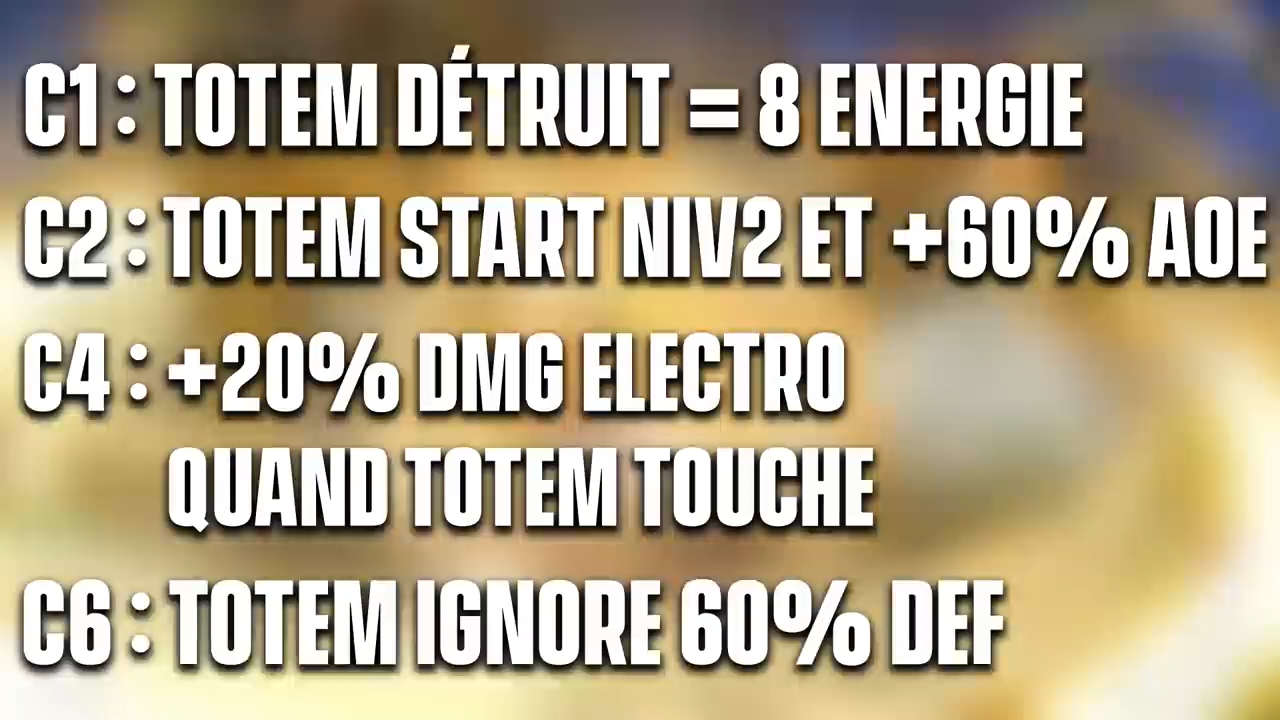 C1 : TOTEM DÉTRUIT = 8 ENERGIE
C2 : TOTEM START NIV2 ET +60% AOE
C4 : +20% DMG ELECTRO
QUAND TOTEM TOUCHE
C6 : TOTEM IGNORE 60% DEF